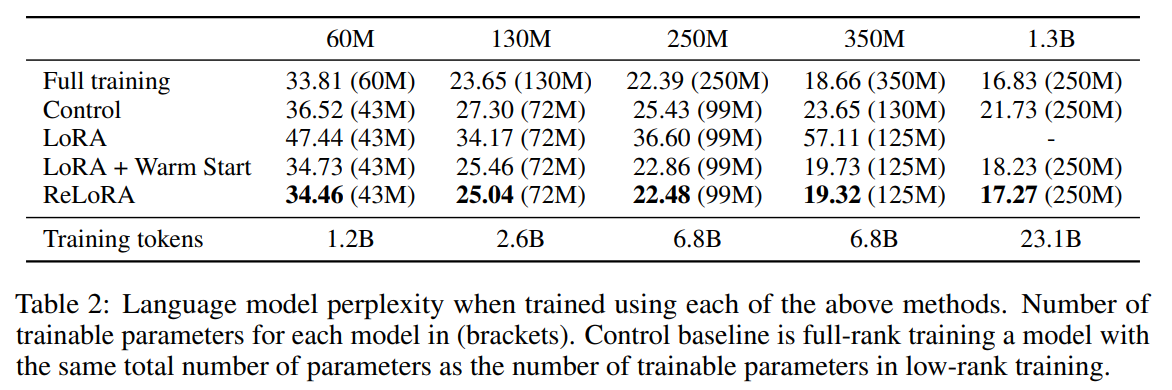 60M 130M 250M 350M 1.3B
Full training 33.81 (60M) 23.65 (130M) 22.39 (250M) 18.66 (350M) 16.83 (250M)
Control 36.52 (43M) 27.30 (72M) 25.43 (99M) 23.65 (130M) 21.73 (250M)
LoRA 47.44 (43M) 34.17 (72M) 36.60 (99M) 57.11 (125M) -
LoRA + Warm Start 34.73 (43M) 25.46 (72M) 22.86 (99M) 19.73 (125M) 18.23 (250M)
ReLoRA 34.46 (43M) 25.04 (72M) 22.48 (99M) 19.32 (125M) 17.27 (250M)
Training tokens 1.2B 2.6B 6.8B 6.8B 23.1B
Table 2: Language model perplexity when trained using each of the above methods. Number of
trainable parameters for each model in (brackets). Control baseline is full-rank training a model with
the same total number of parameters as the number of trainable parameters in low-rank training.